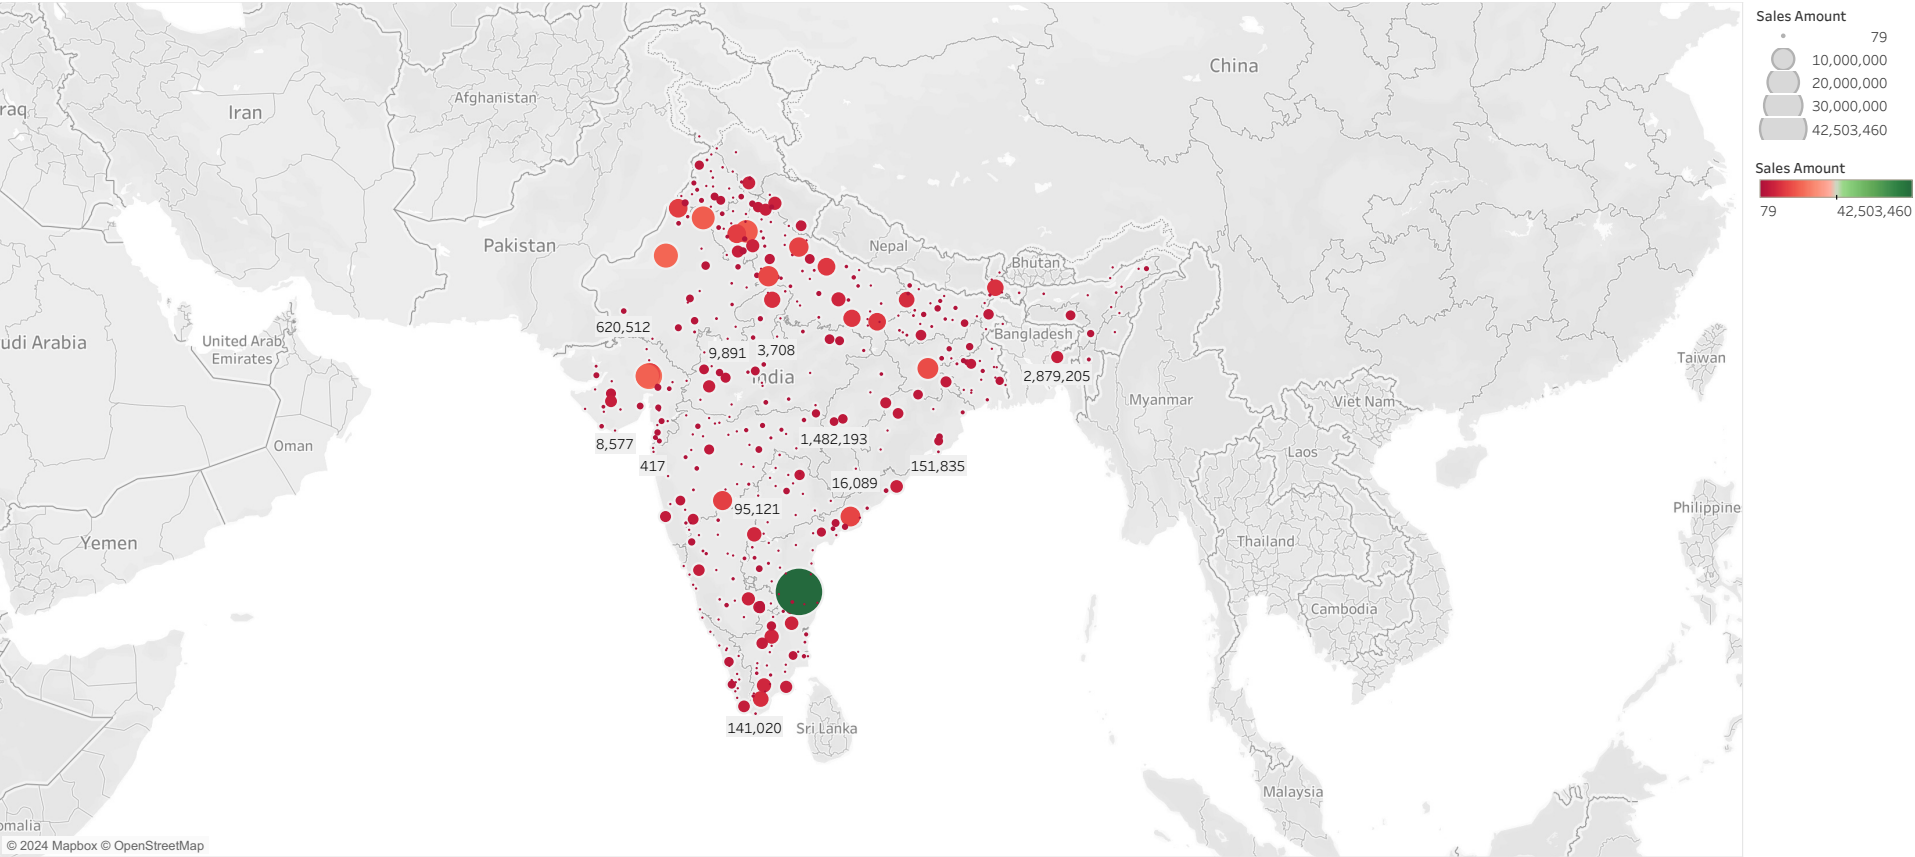 China
Afghanistan
Iran
raq
Pakistan
Nepal
Bhutan
620,512
Bangladesh
udi Arabia
United Arab
Emirates
9,891
3,708
India
2,879,205
Taiwan
Myanmar
Viet Nam
Oman
8,577
1,482,193
417
151,835
Laos
16,089
95,121
Philippine
Yemen
Thailand
Cambodia
141,020
Sri Lanka
Malaysia
omalia
© 2024 Mapbox © OpenStreetMap
Sales Amount
79
10,000,000
20,000,000
30,000,000
42,503,460
Sales Amount
79 42,503,460